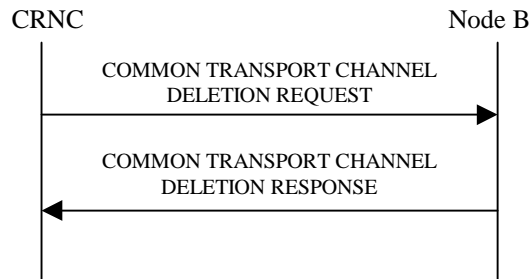 CRNC
Node B
COMMON TRANSPORT CHANNEL
DELETION REQUEST
COMMON TRANSPORT CHANNEL
DELETION RESPONSE